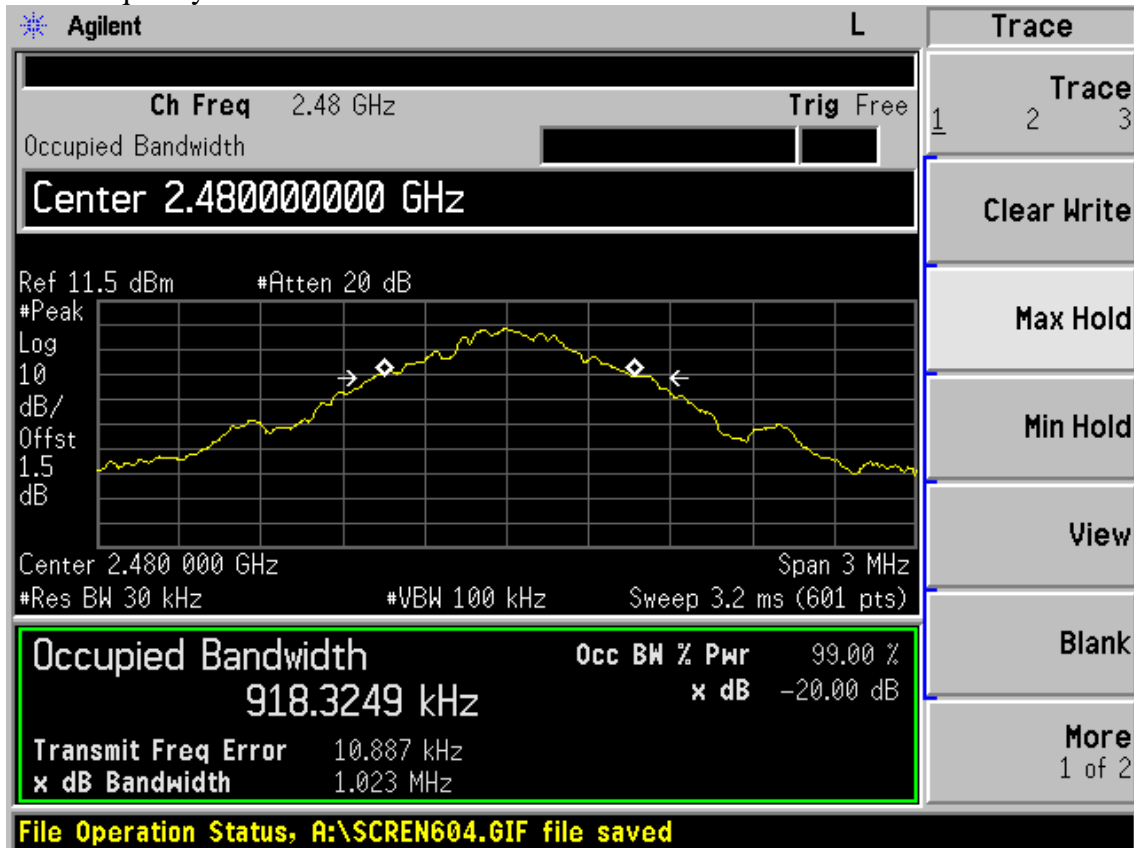 Agilent L Trace
Ch Freq 2.48 GHz Trig Free
Occupied Bandwidth
Center 2.480000000 GHz
Ref 11.5 dBm #Atten 20 dB
#Peak
Log
10
dB/
Offst
1.5
dB
Center 2.480 000 GHz Span 3 MHz
#Res BW 30 kHz #VBW 100 kHz Sweep 3.2 ms (601 pts)
Occupied Bandwidth Occ BW % Pwr 99.00 %
918.3249 kHz x dB -20.00 dB
Transmit Freq Error 10.887 kHz
x dB Bandwidth 1.023 MHz
File Operation Status, A:\SCREN604.GIF file saved
Trace
1 2 3
Clear Write
Max Hold
Min Hold
View
Blank
More
1 of 2